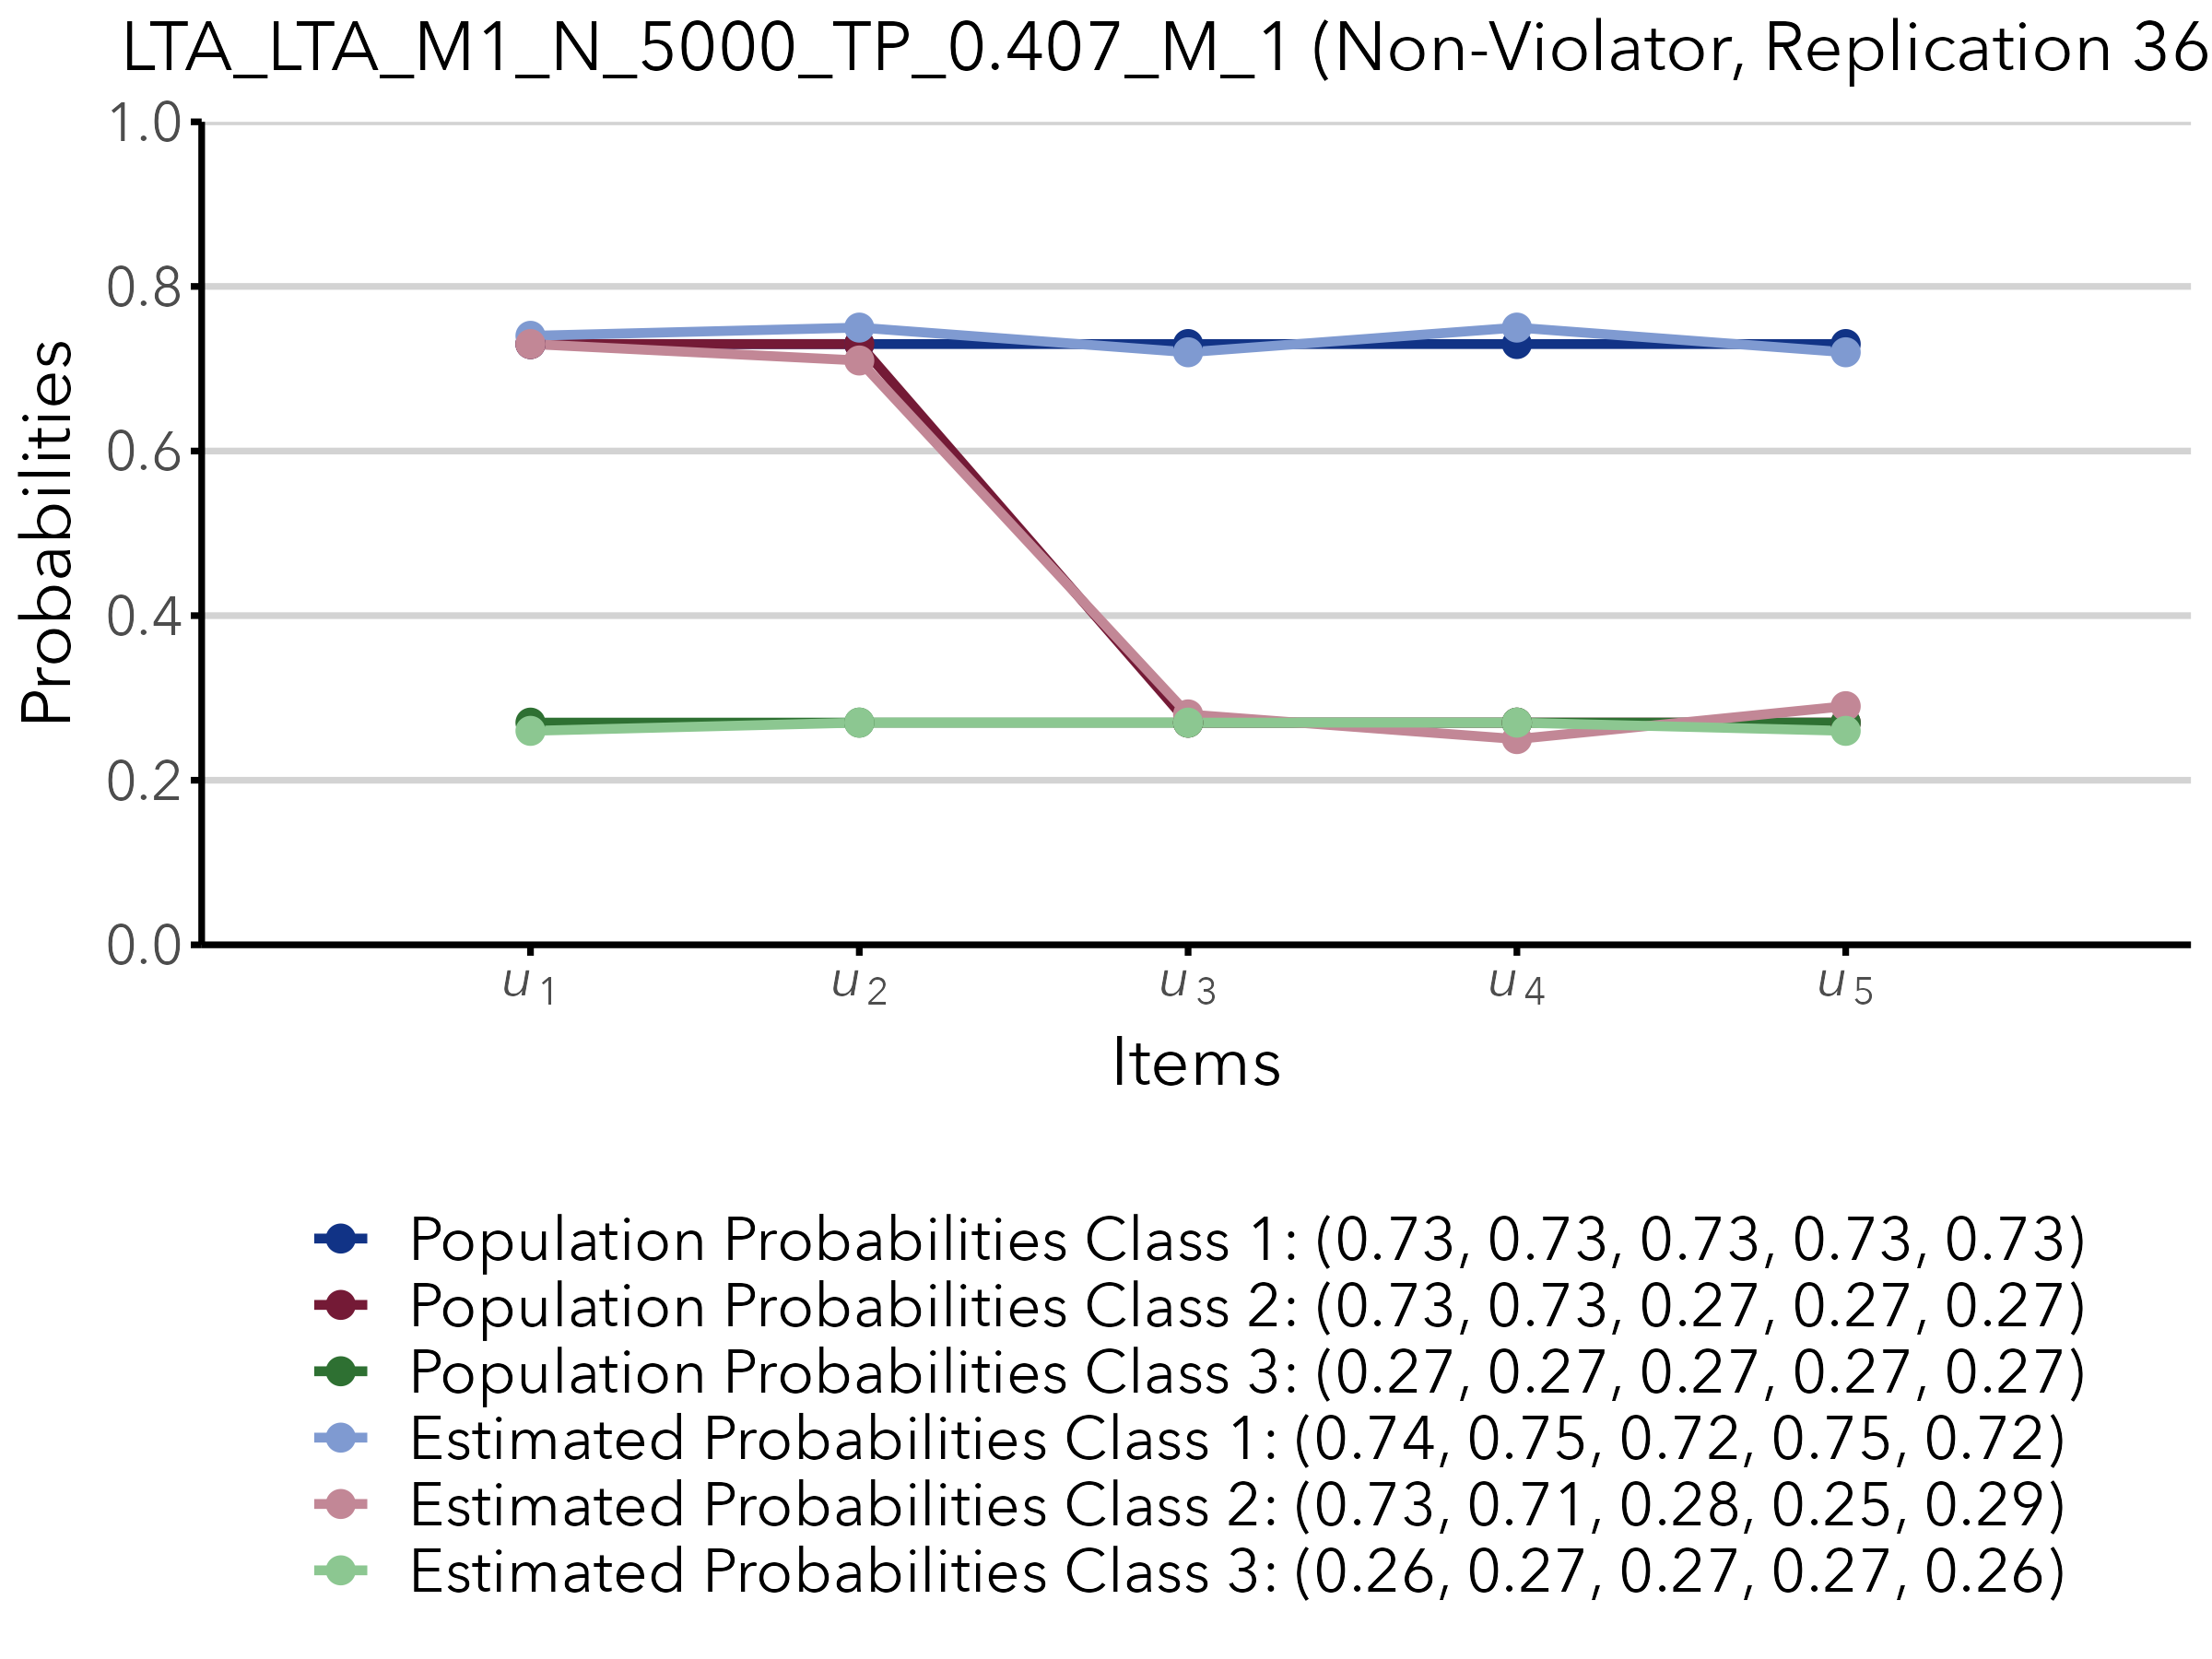 LTA_LTA_M1_N_5000_TP_0.407_M_1 (Non-Violator, Replication 36
1.0
0.8
0.6
0.4
0.2
0.0
Probabilities
u1 u2 u3 u4 u5
Items
Population Probabilities Class 1: (0.73, 0.73, 0.73, 0.73, 0.73)
Population Probabilities Class 2: (0.73, 0.73, 0.27, 0.27, 0.27)
Population Probabilities Class 3: (0.27, 0.27, 0.27, 0.27, 0.27)
Estimated Probabilities Class 1: (0.74, 0.75, 0.72, 0.75, 0.72)
Estimated Probabilities Class 2: (0.73, 0.71, 0.28, 0.25, 0.29)
Estimated Probabilities Class 3: (0.26, 0.27, 0.27, 0.27, 0.26)